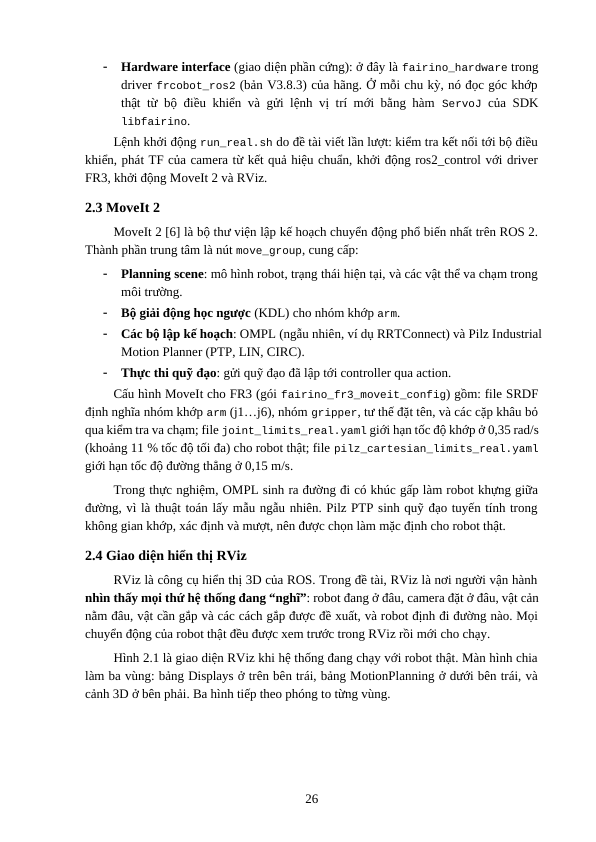 - Hardware interface (giao diện phần cứng): ở đây là fairino_hardware trong
driver frcobot_ros2 (bản V3.8.3) của hãng. Ở mỗi chu kỳ, nó đọc góc khớp
thật từ bộ điều khiển và gửi lệnh vị trí mới bằng hàm ServoJ của SDK
libfairino.
Lệnh khởi động run_real.sh do đề tài viết lần lượt: kiểm tra kết nối tới bộ điều
khiển, phát TF của camera từ kết quả hiệu chuẩn, khởi động ros2_control với driver
FR3, khởi động MoveIt 2 và RViz.
2.3 MoveIt 2
MoveIt 2 [6] là bộ thư viện lập kế hoạch chuyển động phổ biến nhất trên ROS 2.
Thành phần trung tâm là nút move_group, cung cấp:
- Planning scene: mô hình robot, trạng thái hiện tại, và các vật thể va chạm trong
môi trường.
- Bộ giải động học ngược (KDL) cho nhóm khớp arm.
- Các bộ lập kế hoạch: OMPL (ngẫu nhiên, ví dụ RRTConnect) và Pilz Industrial
Motion Planner (PTP, LIN, CIRC).
- Thực thi quỹ đạo: gửi quỹ đạo đã lập tới controller qua action.
Cấu hình MoveIt cho FR3 (gói fairino_fr3_moveit_config) gồm: file SRDF
định nghĩa nhóm khớp arm (j1…j6), nhóm gripper, tư thế đặt tên, và các cặp khâu bỏ
qua kiểm tra va chạm; file joint_limits_real.yaml giới hạn tốc độ khớp ở 0,35 rad/s
(khoảng 11 % tốc độ tối đa) cho robot thật; file pilz_cartesian_limits_real.yaml
giới hạn tốc độ đường thẳng ở 0,15 m/s.
Trong thực nghiệm, OMPL sinh ra đường đi có khúc gấp làm robot khựng giữa
đường, vì là thuật toán lấy mẫu ngẫu nhiên. Pilz PTP sinh quỹ đạo tuyến tính trong
không gian khớp, xác định và mượt, nên được chọn làm mặc định cho robot thật.
2.4 Giao diện hiển thị RViz
RViz là công cụ hiển thị 3D của ROS. Trong đề tài, RViz là nơi người vận hành
nhìn thấy mọi thứ hệ thống đang “nghĩ”: robot đang ở đâu, camera đặt ở đâu, vật cản
nằm đâu, vật cần gắp và các cách gắp được đề xuất, và robot định đi đường nào. Mọi
chuyển động của robot thật đều được xem trước trong RViz rồi mới cho chạy.
Hình 2.1 là giao diện RViz khi hệ thống đang chạy với robot thật. Màn hình chia
làm ba vùng: bảng Displays ở trên bên trái, bảng MotionPlanning ở dưới bên trái, và
cảnh 3D ở bên phải. Ba hình tiếp theo phóng to từng vùng.
26